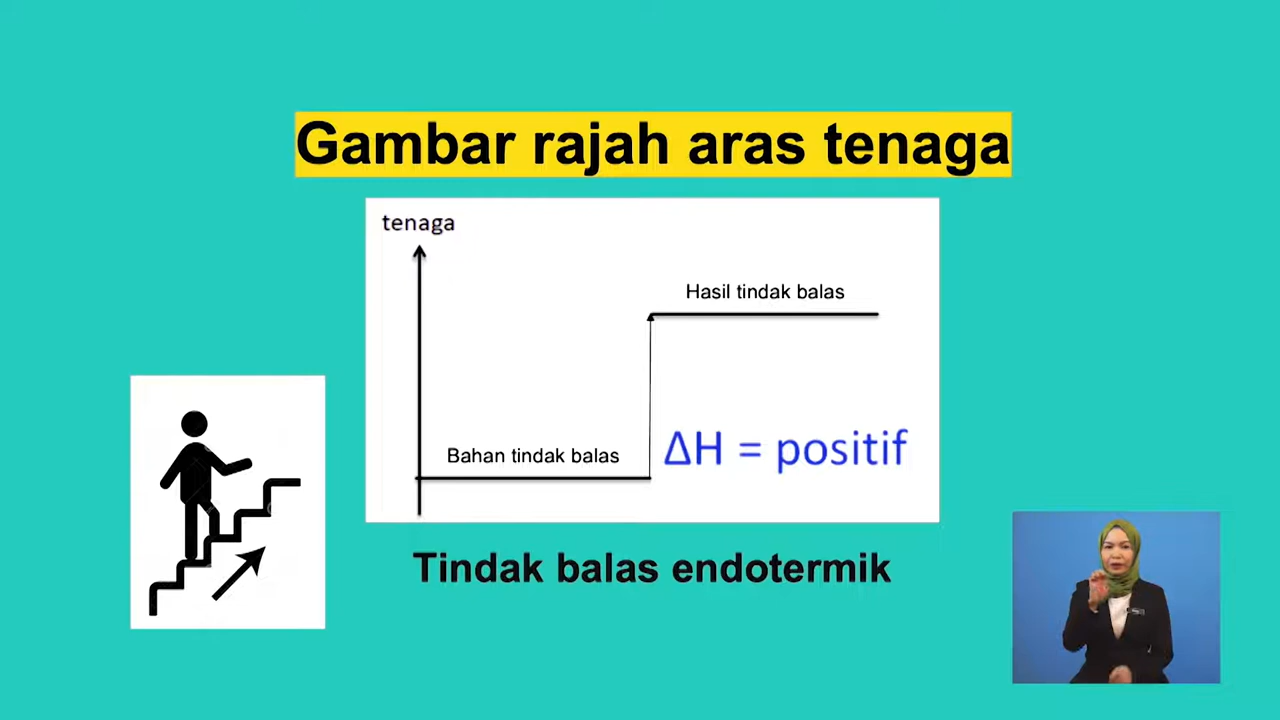 Gambar rajah aras tenaga
tenaga
Hasil tindak balas
Bahan tindak balas
ΔH = positif
Tindak balas endotermik